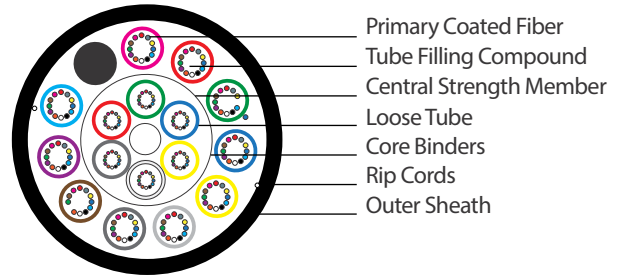 Primary Coated Fiber
Tube Filling Compound
Central Strength Member
Loose Tube
Core Binders
Rip Cords
Outer Sheath